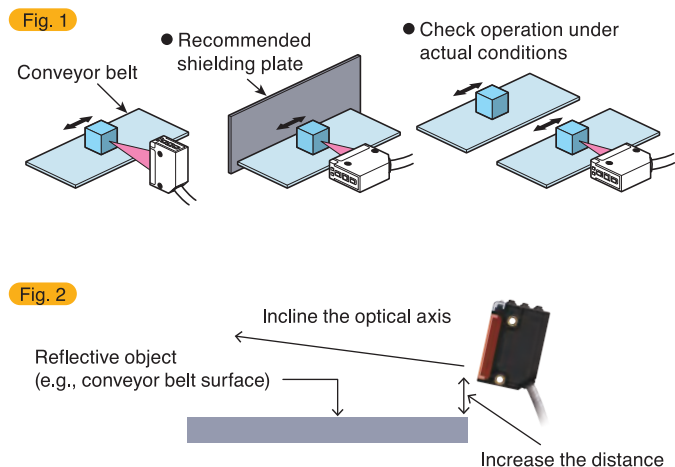 Fig. 1
Conveyor belt
● Recommended
shielding plate
● Check operation under
actual conditions
Fig. 2
Incline the optical axis
Reflective object
(e.g., conveyor belt surface)
Increase the distance